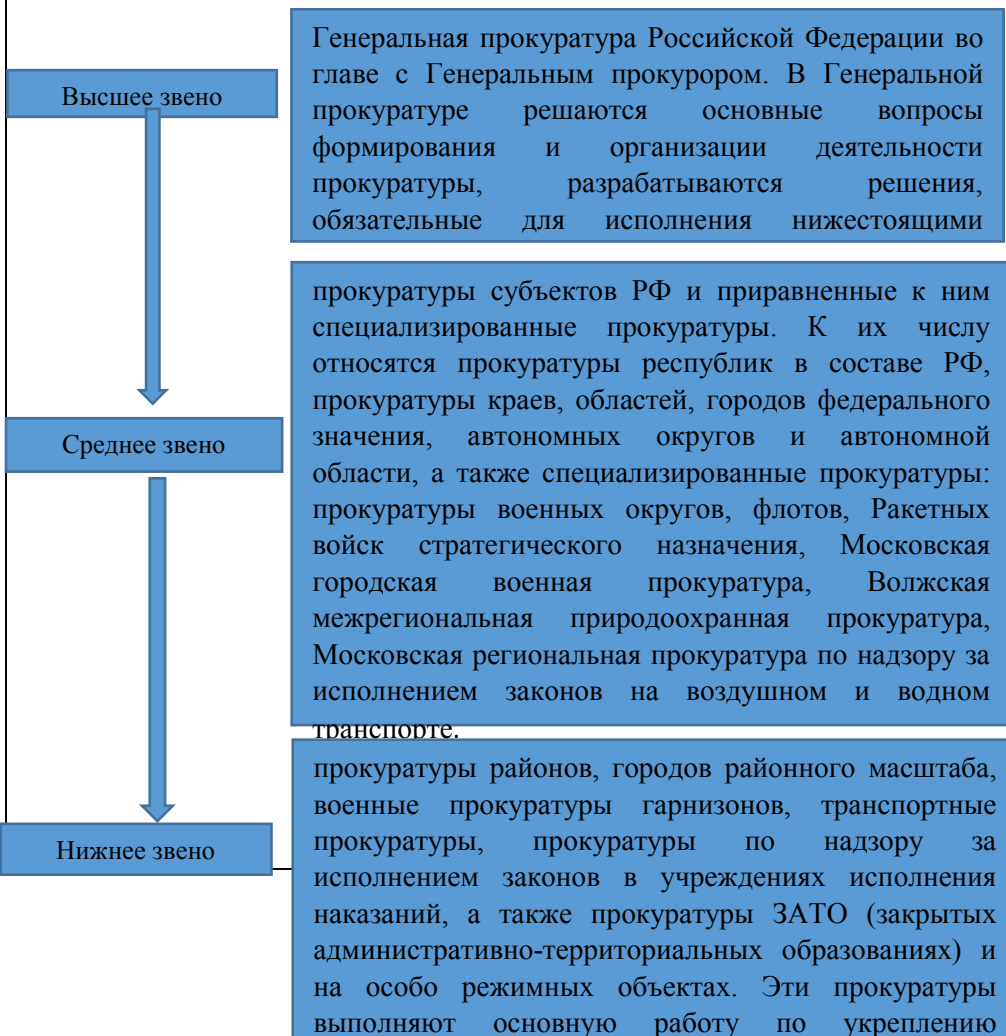 Высшее звено
Генеральная прокуратура Российской Федерации во
главе с Генеральным прокурором. В Генеральной
прокуратуре решаются основные вопросы
формирования и организации деятельности
прокуратуры, разрабатываются решения,
обязательные для исполнения нижестоящими
Среднее звено
прокуратуры субъектов РФ и приравненные к ним
специализированные прокуратуры. К их числу
относятся прокуратуры республик в составе РФ,
прокуратуры краев, областей, городов федерального
значения, автономных округов и автономной
области, а также специализированные прокуратуры:
прокуратуры военных округов, флотов, Ракетных
войск стратегического назначения, Московская
городская военная прокуратура, Волжская
межрегиональная природоохранная прокуратура,
Московская региональная прокуратура по надзору за
исполнением законов на воздушном и водном
транспорте.
Нижнее звено
прокуратуры районов, городов районного масштаба,
военные прокуратуры гарнизонов, транспортные
прокуратуры, прокуратуры по надзору за
исполнением законов в учреждениях исполнения
наказаний, а также прокуратуры ЗАТО (закрытых
административно-территориальных образованиях) и
на особо режимных объектах. Эти прокуратуры
выполняют основную работу по укреплению